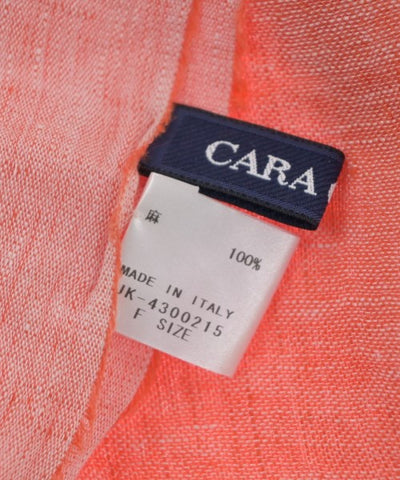 CARA
麻
100%
MADE IN ITALY
JK-4300215
F SIZE